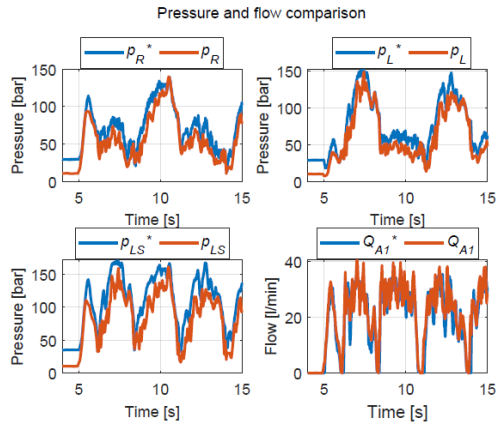 Pressure and flow comparison
p_R* p_R
Pressure [bar]
150
100
50
0
5 10 15
Time [s]
p_L* p_L
Pressure [bar]
150
100
50
0
5 10 15
Time [s]
p_LS* p_LS
Pressure [bar]
150
100
50
0
5 10 15
Time [s]
Q_A1* Q_A1
Flow [l/min]
40
20
0
5 10 15
Time [s]